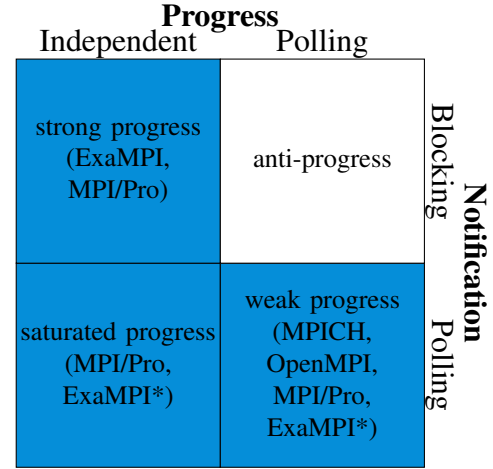 Progress
Independent Polling
strong progress
(ExaMPI,
MPI/Pro)
anti-progress
Blocking
Notification
saturated progress
(MPI/Pro,
ExaMPI*)
weak progress
(MPICH,
OpenMPI,
MPI/Pro,
ExaMPI*)
Polling